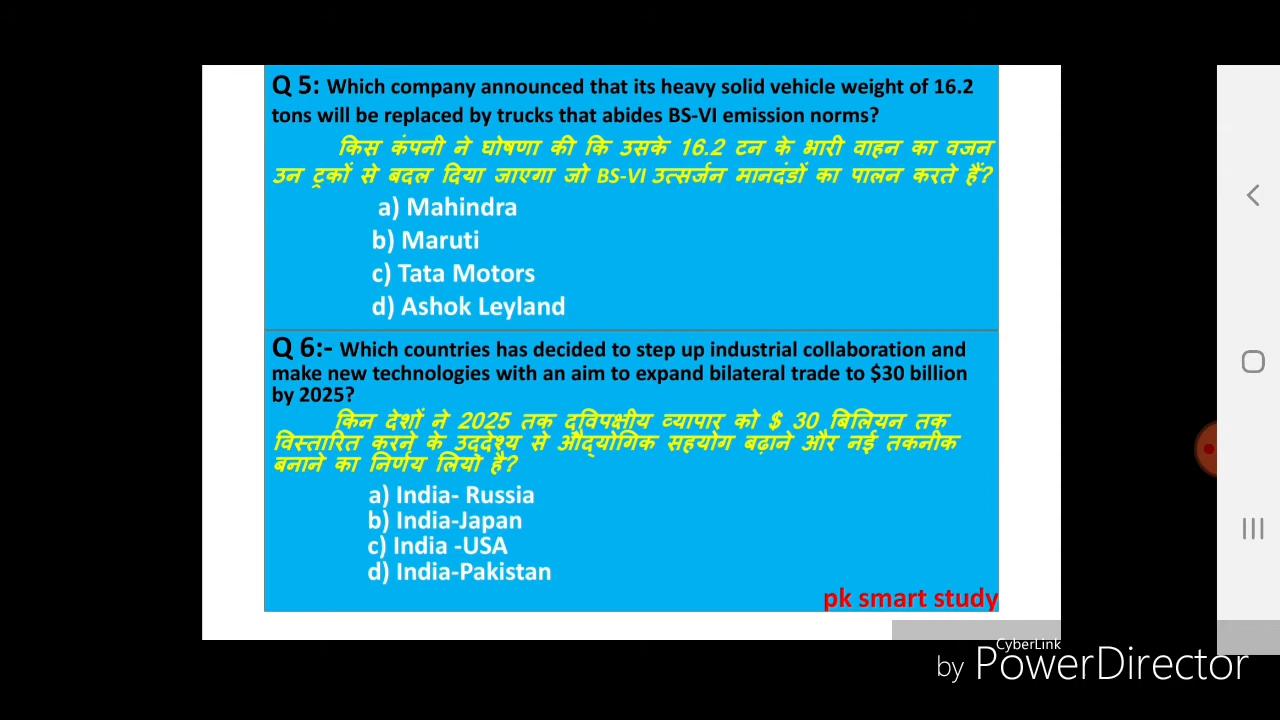 Q 5: Which company announced that its heavy solid vehicle weight of 16.2
tons will be replaced by trucks that abides BS-VI emission norms?
किस कंपनी ने घोषणा की कि उसके 16.2 टन के भारी वाहन का वजन
उन ट्रकों से बदल दिया जाएगा जो BS-VI उत्सर्जन मानदंडों का पालन करते हैं?
a) Mahindra
b) Maruti
c) Tata Motors
d) Ashok Leyland
Q 6:- Which countries has decided to step up industrial collaboration and
make new technologies with an aim to expand bilateral trade to $30 billion
by 2025?
किन देशों ने 2025 तक द्विपक्षीय व्यापार को $ 30 बिलियन तक
विस्तारित करने के उद्देश्य से औद्योगिक सहयोग बढ़ाने और नई तकनीक
बनाने का निर्णय लियो है?
a) India- Russia
b) India-Japan
c) India -USA
d) India-Pakistan
pk smart study
CyberLink
by PowerDirector